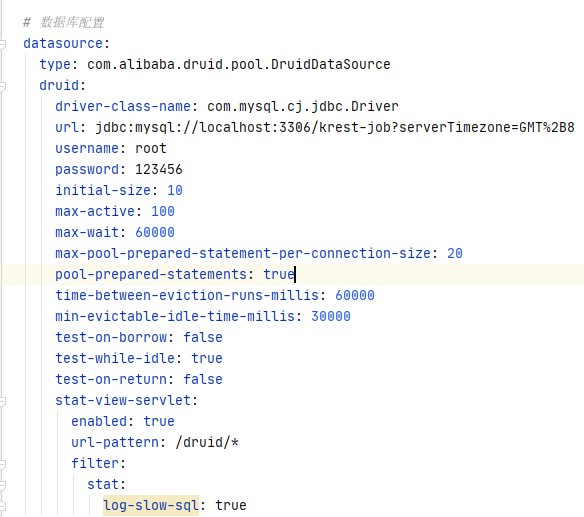 # 数据库配置
datasource:
  type: com.alibaba.druid.pool.DruidDataSource
  druid:
    driver-class-name: com.mysql.cj.jdbc.Driver
    url: jdbc:mysql://localhost:3306/krest-job?serverTimezone=GMT%2B8
    username: root
    password: 123456
    initial-size: 10
    max-active: 100
    max-wait: 60000
    max-pool-prepared-statement-per-connection-size: 20
    pool-prepared-statements: true
    time-between-eviction-runs-millis: 60000
    min-evictable-idle-time-millis: 30000
    test-on-borrow: false
    test-while-idle: true
    test-on-return: false
    stat-view-servlet:
      enabled: true
      url-pattern: /druid/*
      filter:
        stat:
          log-slow-sql: true